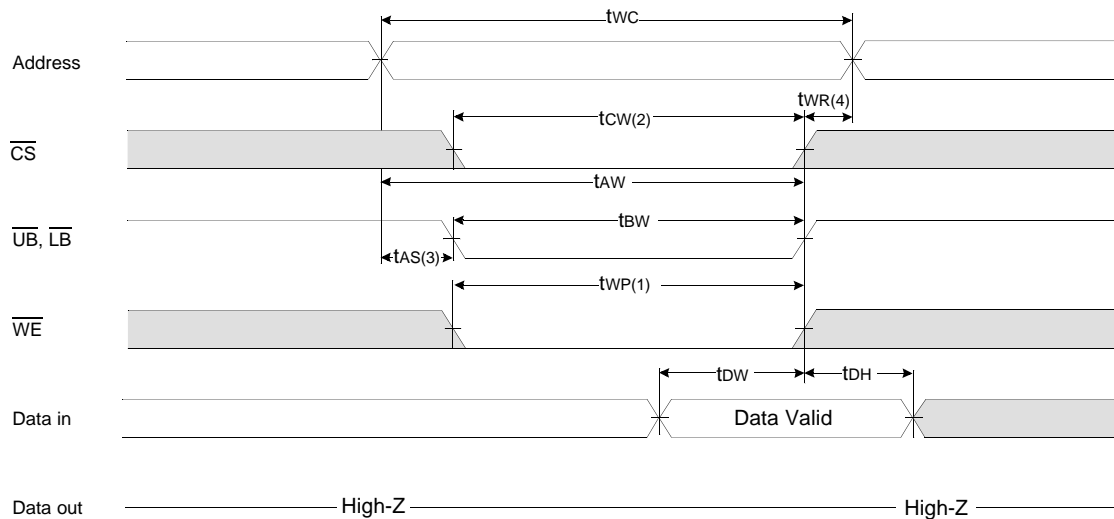 tWC
Address
tWR(4)
tCW(2)
CS
tAW
tBW
UB, LB
tAS(3)
tWP(1)
WE
tDW
tDH
Data in
Data Valid
Data out
High-Z
High-Z